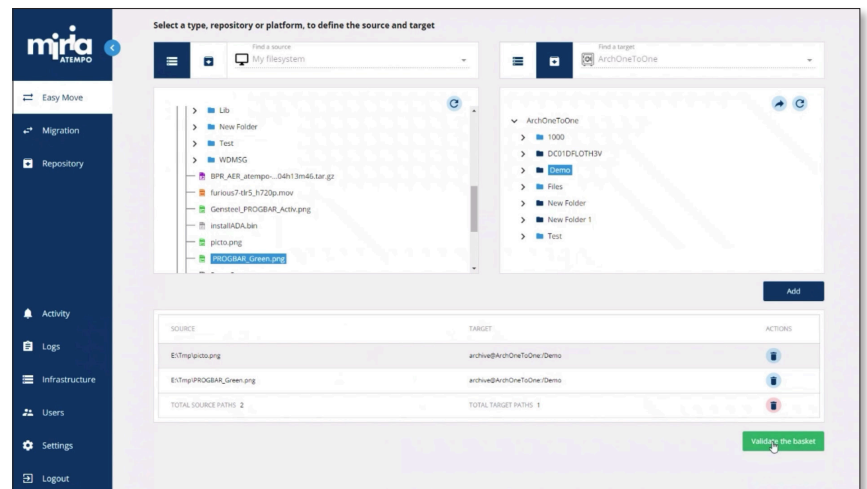 miria
ATEMPO
Easy Move
Migration
Repository
Activity
Logs
Infrastructure
Users
Settings
Logout
Select a type, repository or platform, to define the source and target
Find a source
My filesystem
Find a target
ArchOneToOne
Lib
New Folder
Test
WDMSG
BPR_AER_atempo-...04h13m46.tar.gz
furious7-tlr5_h720p.mov
Gensteel_PROGBAR_Activ.png
installADA.bin
picto.png
PROGBAR_Green.png
ArchOneToOne
1000
DC01DFLOTH3V
Demo
Files
New Folder
New Folder 1
Test
Add
SOURCE TARGET ACTIONS
E:\Tmp\picto.png archive@ArchOneToOne:/Demo
E:\Tmp\PROGBAR_Green.png archive@ArchOneToOne:/Demo
TOTAL SOURCE PATHS 2 TOTAL TARGET PATHS 1
Validate the basket